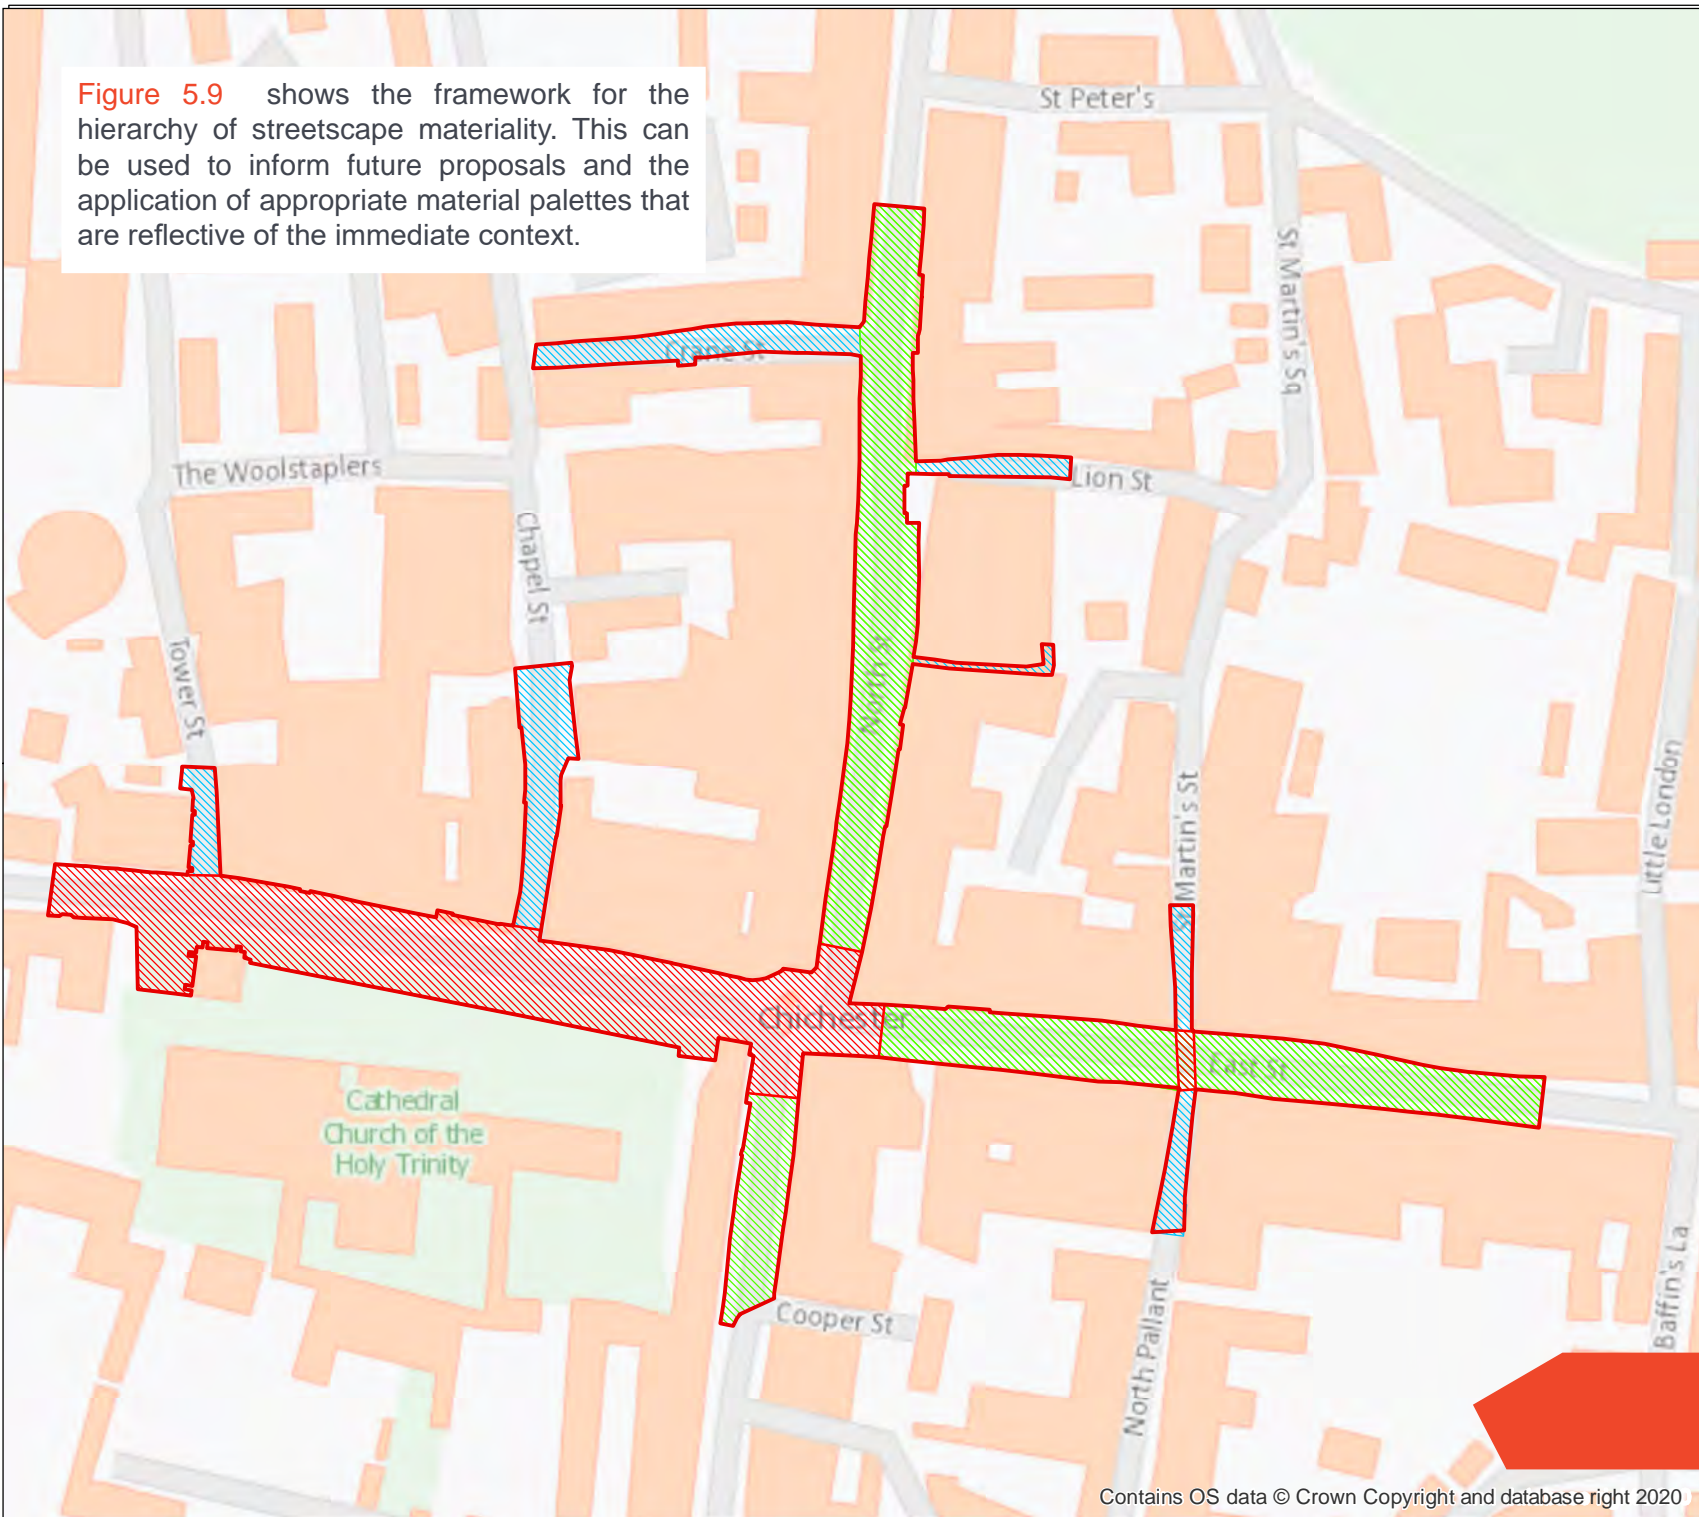 Figure 5.9 shows the framework for the
hierarchy of streetscape materiality. This can
be used to inform future proposals and the
application of appropriate material palettes that
are reflective of the immediate context.
St Peter's
St Martin's Sq
Crane St
The Woolstaplers
Lion St
Chapel St
Tower St
North St
St Martin's St
Little London
Chichester
East St
Cathedral
Church of the
Holy Trinity
Cooper St
North Pallant
Baffin's La
Contains OS data © Crown Copyright and database right 2020